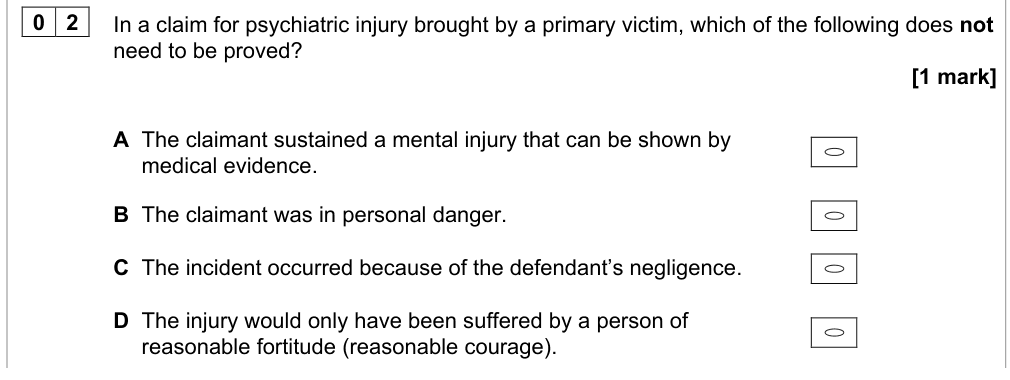 0 2 In a claim for psychiatric injury brought by a primary victim, which of the following does not
need to be proved?
[1 mark]
A The claimant sustained a mental injury that can be shown by
medical evidence.
B The claimant was in personal danger.
C The incident occurred because of the defendant’s negligence.
D The injury would only have been suffered by a person of
reasonable fortitude (reasonable courage).